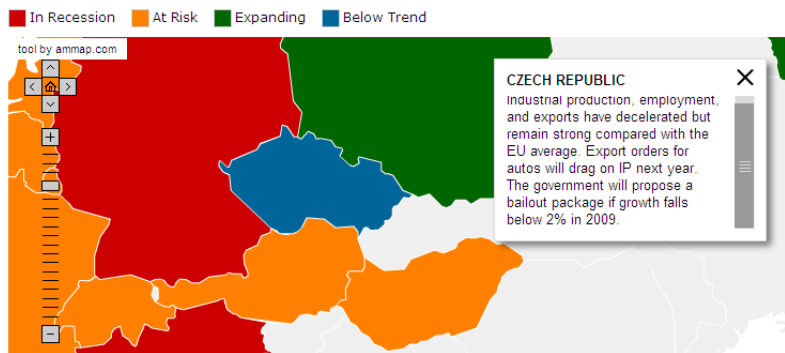 In Recession At Risk Expanding Below Trend
tool by ammap.com
CZECH REPUBLIC
industrial production, employment,
and exports have decelerated but
remain strong compared with the
EU average. Export orders for
autos will drag on IP next year.
The government will propose a
bailout package if growth falls
below 2% in 2009.